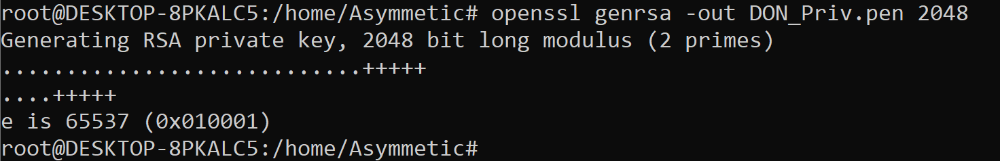 root@DESKTOP-8PKALC5:/home/Asymmetic# openssl genrsa -out DON_Priv.pen 2048
Generating RSA private key, 2048 bit long modulus (2 primes)
.............................+++++
....+++++
e is 65537 (0x010001)
root@DESKTOP-8PKALC5:/home/Asymmetic#